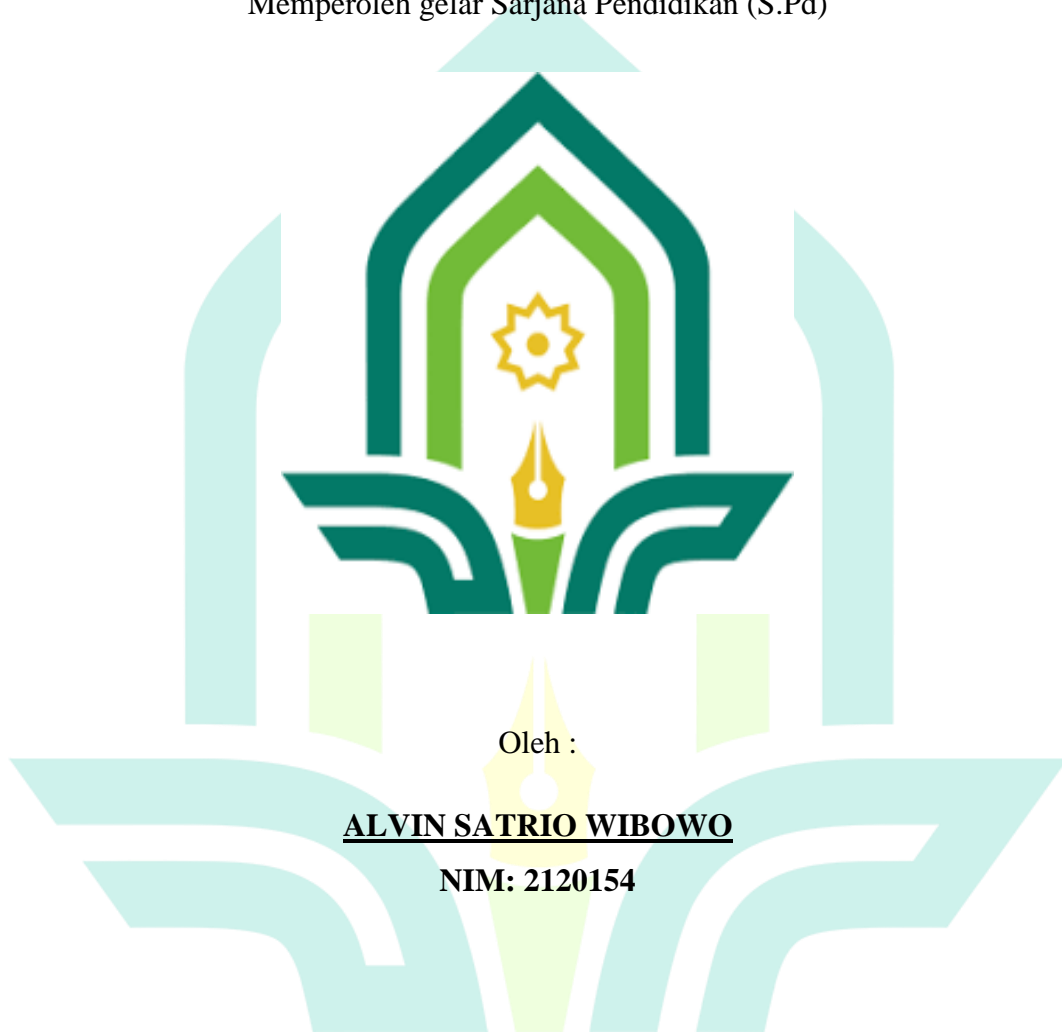 Memperoleh gelar Sarjana Pendidikan (S.Pd)
Oleh :
ALVIN SATRIO WIBOWO
NIM: 2120154